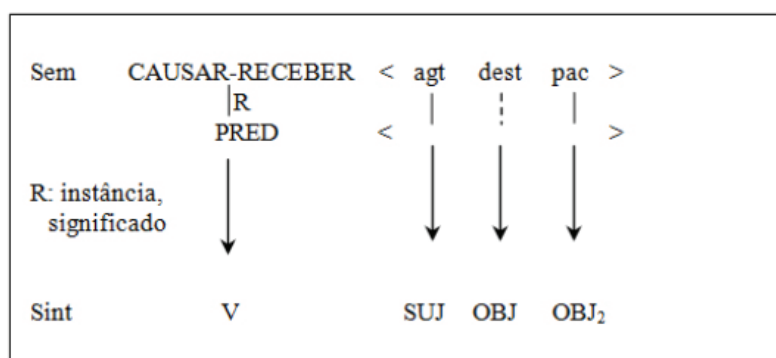 Sem CAUSAR-RECEBER < agt dest pac >
R
PRED < >
R: instância,
significado
Sint V SUJ OBJ OBJ₂